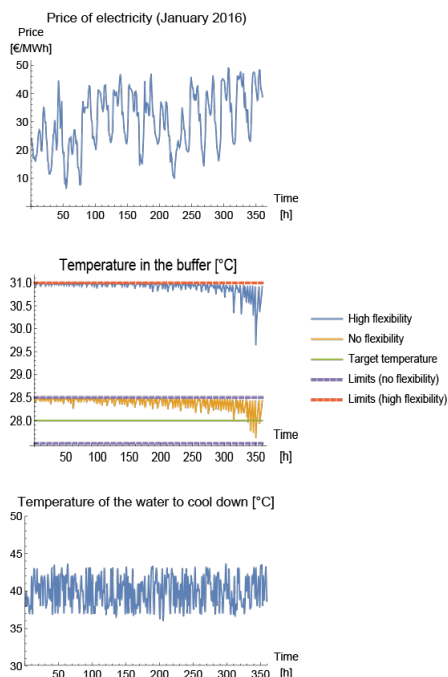 Price of electricity (January 2016)
Price
[€/MWh]
50
40
30
20
10
Time
50 100 150 200 250 300 350 [h]
Temperature in the buffer [°C]
31.0
30.5
30.0
29.5
29.0
28.5
28.0
Time
50 100 150 200 250 300 350 [h]
High flexibility
No flexibility
Target temperature
Limits (no flexibility)
Limits (high flexibility)
Temperature of the water to cool down [°C]
50
45
40
35
30
Time
50 100 150 200 250 300 350 [h]